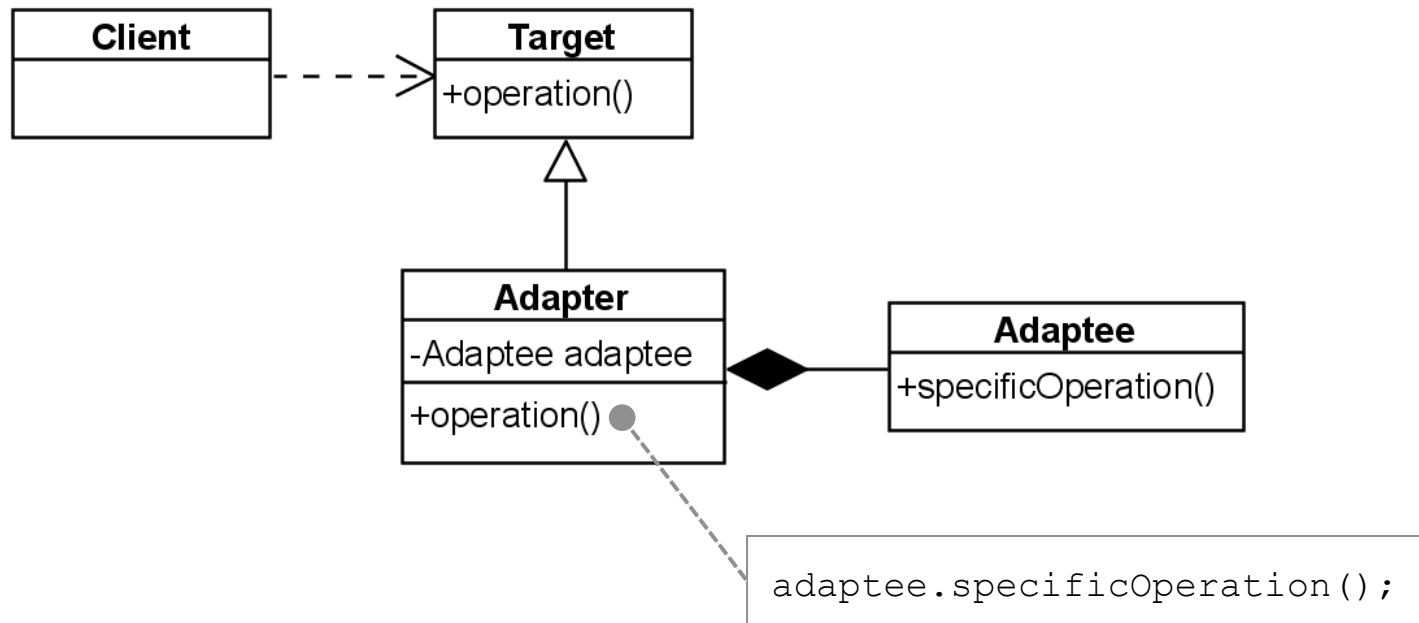 Client
Target
+operation()
Adapter
-Adaptee adaptee
+operation()
Adaptee
+specificOperation()
adaptee.specificOperation();